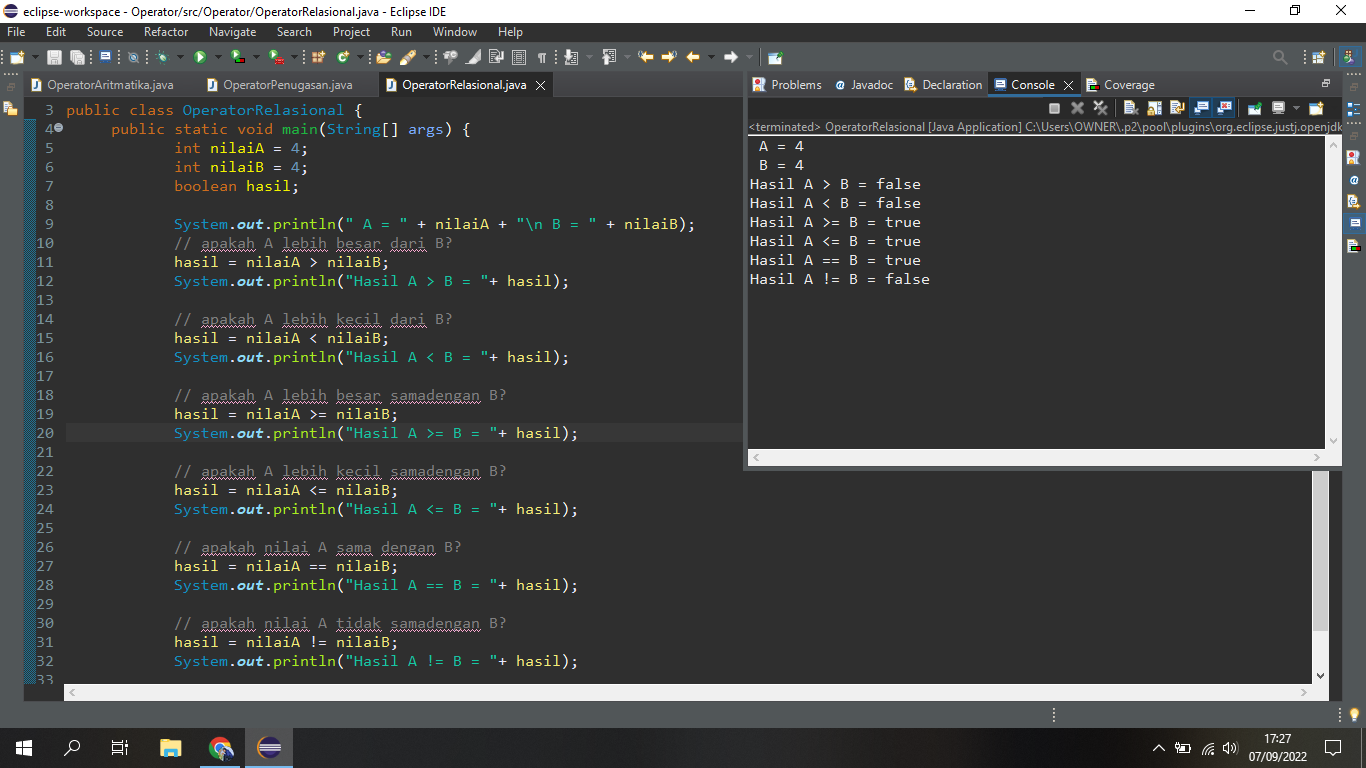 eclipse-workspace - Operator/src/Operator/OperatorRelasional.java - Eclipse IDE
File Edit Source Refactor Navigate Search Project Run Window Help
OperatorAritmatika.java OperatorPenugasan.java OperatorRelasional.java
3 public class OperatorRelasional {
4 public static void main(String[] args) {
5 int nilaiA = 4;
6 int nilaiB = 4;
7 boolean hasil;
8
9 System.out.println(" A = " + nilaiA + "\n B = " + nilaiB);
10 // apakah A lebih besar dari B?
11 hasil = nilaiA > nilaiB;
12 System.out.println("Hasil A > B = "+ hasil);
13
14 // apakah A lebih kecil dari B?
15 hasil = nilaiA < nilaiB;
16 System.out.println("Hasil A < B = "+ hasil);
17
18 // apakah A lebih besar samadengan B?
19 hasil = nilaiA >= nilaiB;
20 System.out.println("Hasil A >= B = "+ hasil);
21
22 // apakah A lebih kecil samadengan B?
23 hasil = nilaiA <= nilaiB;
24 System.out.println("Hasil A <= B = "+ hasil);
25
26 // apakah nilai A sama dengan B?
27 hasil = nilaiA == nilaiB;
28 System.out.println("Hasil A == B = "+ hasil);
29
30 // apakah nilai A tidak samadengan B?
31 hasil = nilaiA != nilaiB;
32 System.out.println("Hasil A != B = "+ hasil);
33
Problems @ Javadoc Declaration Console Coverage
<terminated> OperatorRelasional [Java Application] C:\Users\OWNER\.p2\pool\plugins\org.eclipse.justj.openjdk
A = 4
B = 4
Hasil A > B = false
Hasil A < B = false
Hasil A >= B = true
Hasil A <= B = true
Hasil A == B = true
Hasil A != B = false
17:27
07/09/2022